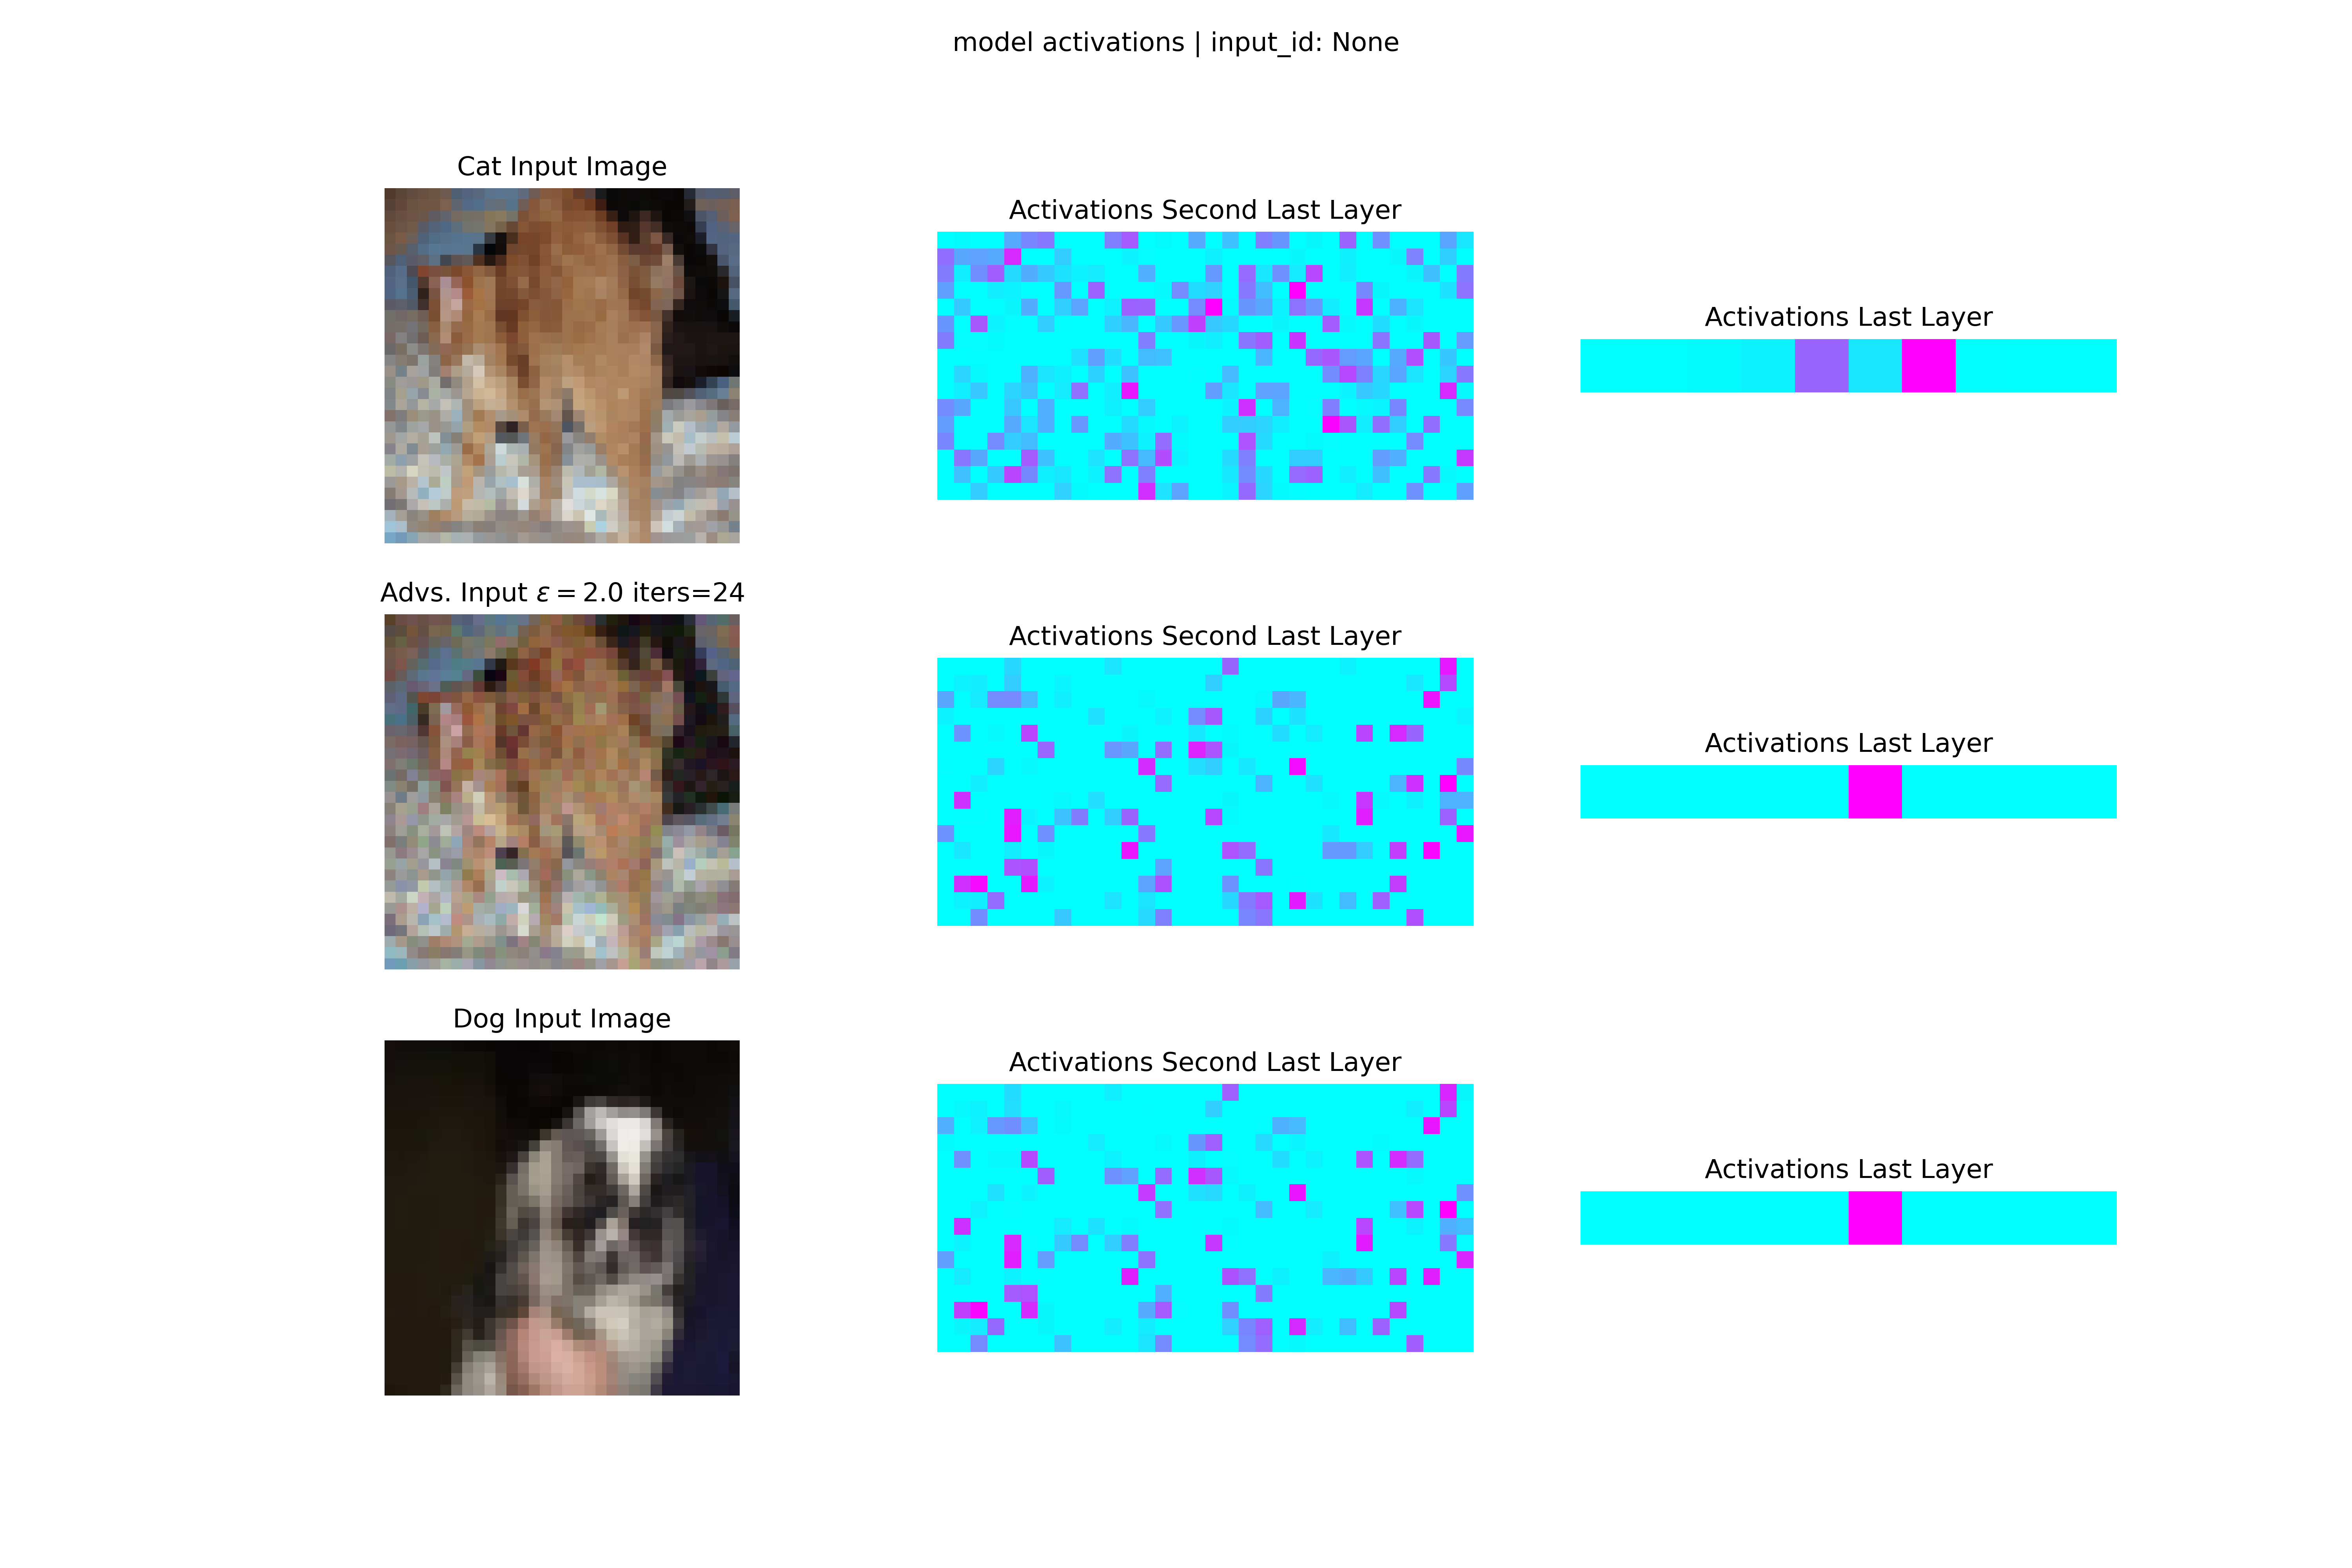 model activations | input_id: None
Cat Input Image
Activations Second Last Layer
Activations Last Layer
Advs. Input ε = 2.0 iters=24
Activations Second Last Layer
Activations Last Layer
Dog Input Image
Activations Second Last Layer
Activations Last Layer